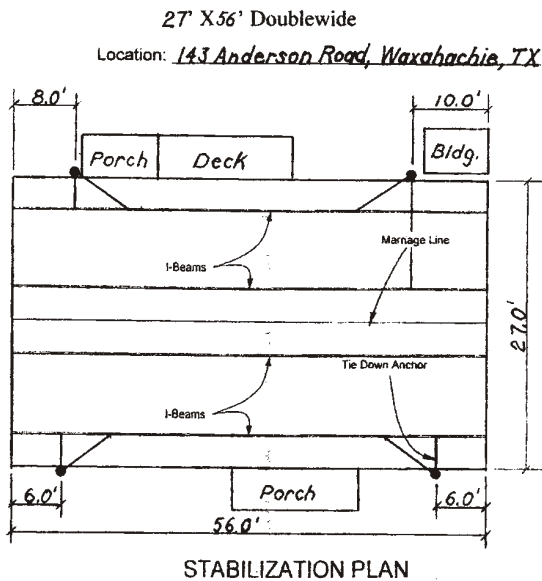 27' X56' Doublewide
Location: 143 Anderson Road, Waxahachie, TX
8.0'
10.0'
Porch
Deck
Bldg.
Marnage Line
I-Beams
27.0'
Tie Down Anchor
I-Beams
6.0'
Porch
6.0'
56.0'
STABILIZATION PLAN